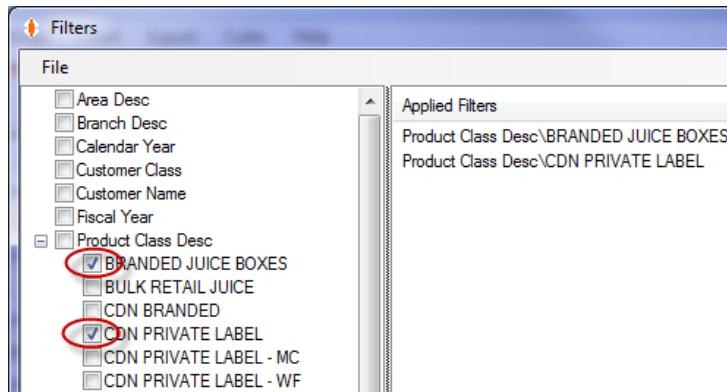 Filters
File
Area Desc
Branch Desc
Calendar Year
Customer Class
Customer Name
Fiscal Year
Product Class Desc
BRANDED JUICE BOXES
BULK RETAIL JUICE
CDN BRANDED
CDN PRIVATE LABEL
CDN PRIVATE LABEL - MC
CDN PRIVATE LABEL - WF
Applied Filters
Product Class Desc\BRANDED JUICE BOXES
Product Class Desc\CDN PRIVATE LABEL